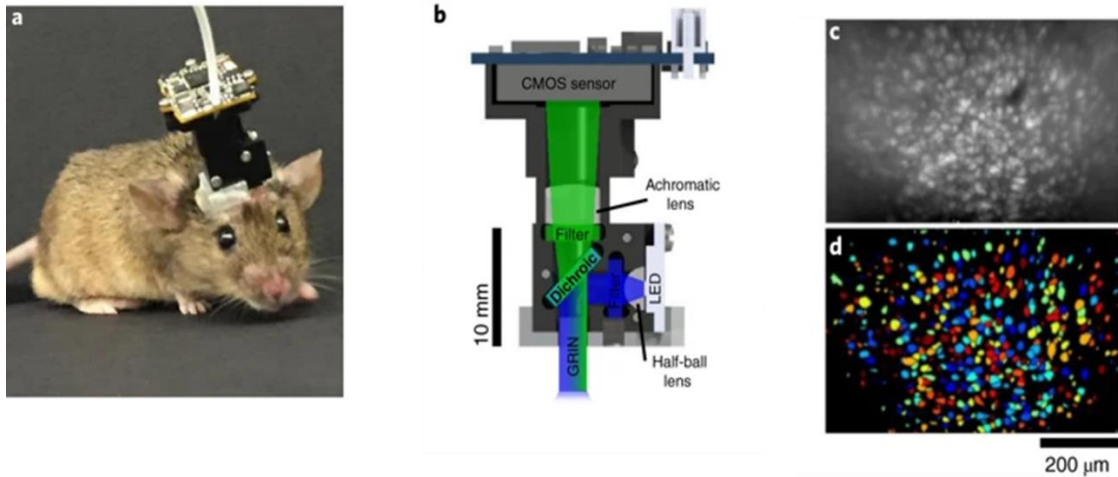 a
b
CMOS sensor
Achromatic
lens
Filter
Dichroic
Filter
LED
10 mm
GRIN
Half-ball
lens
c
d
200 μm